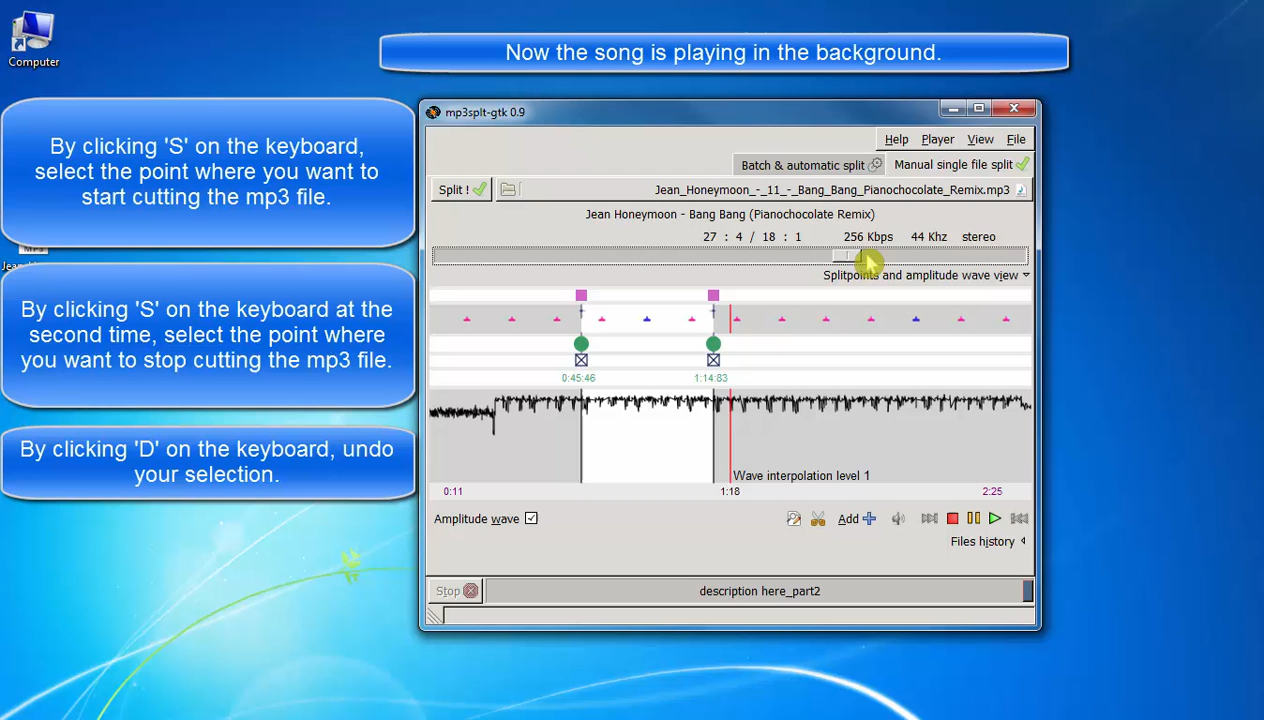 Computer
Now the song is playing in the background.
By clicking 'S' on the keyboard,
select the point where you want to
start cutting the mp3 file.
By clicking 'S' on the keyboard at the
second time, select the point where
you want to stop cutting the mp3 file.
By clicking 'D' on the keyboard, undo
your selection.
mp3splt-gtk 0.9
Help Player View File
Batch & automatic split Manual single file split
Split ! Jean_Honeymoon_-_11_-_Bang_Bang_Pianochocolate_Remix.mp3
Jean Honeymoon - Bang Bang (Pianochocolate Remix)
27 : 4 / 18 : 1 256 Kbps 44 Khz stereo
Splitpoints and amplitude wave view
0:45:46 1:14:83
Wave interpolation level 1
0:11 1:18 2:25
Amplitude wave Add
Files history
Stop description here_part2